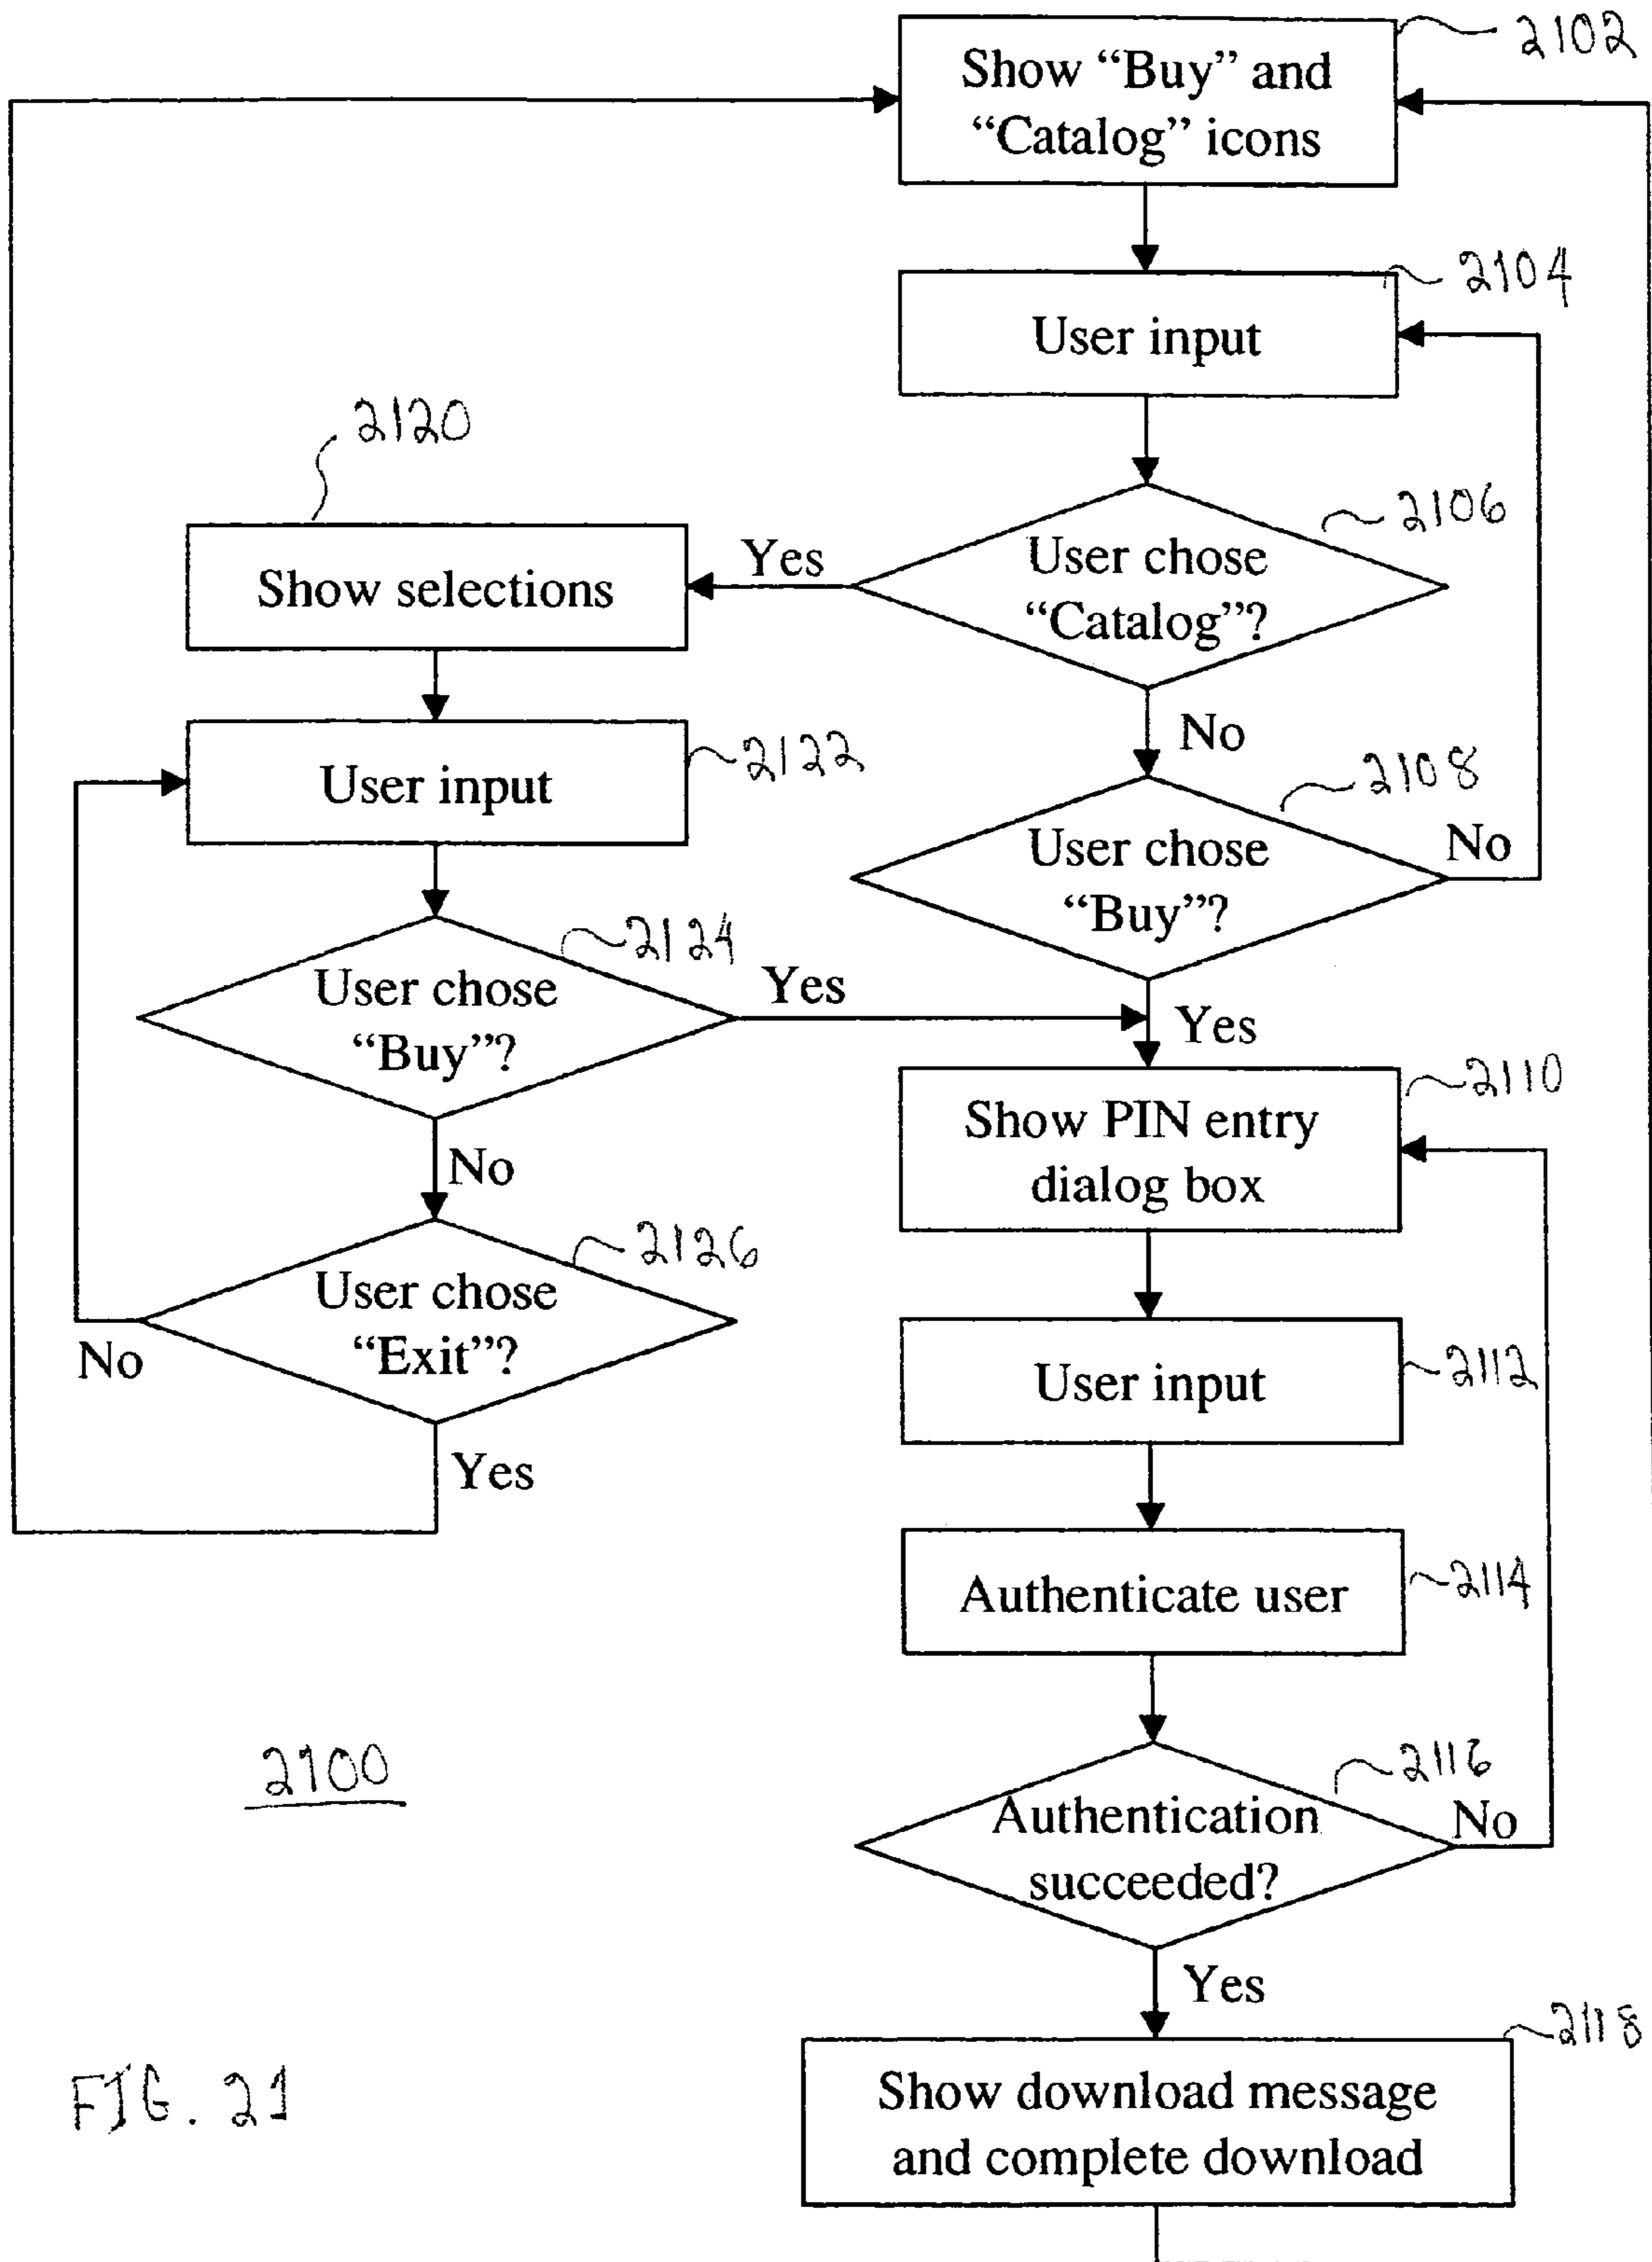 2102
Show “Buy” and
“Catalog” icons
2104
User input
2120
2106
Show selections
Yes
User chose
“Catalog”?
No
2122
User input
2108
User chose
“Buy”?
No
2124
User chose
“Buy”?
Yes
Yes
2110
Show PIN entry
dialog box
No
2126
User chose
“Exit”?
No
Yes
2112
User input
2114
Authenticate user
2100
2116
Authentication
succeeded?
No
Yes
2118
Show download message
and complete download
FIG. 21